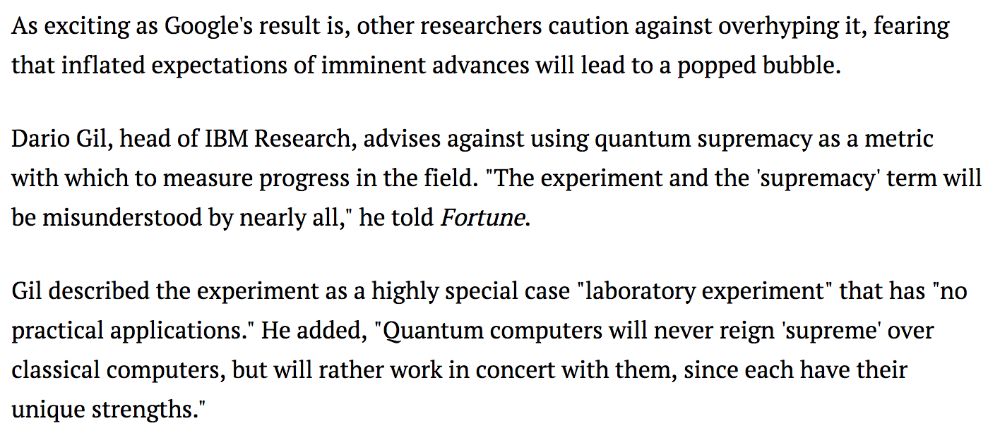 As exciting as Google's result is, other researchers caution against overhyping it, fearing
that inflated expectations of imminent advances will lead to a popped bubble.
Dario Gil, head of IBM Research, advises against using quantum supremacy as a metric
with which to measure progress in the field. "The experiment and the 'supremacy' term will
be misunderstood by nearly all," he told Fortune.
Gil described the experiment as a highly special case "laboratory experiment" that has "no
practical applications." He added, "Quantum computers will never reign 'supreme' over
classical computers, but will rather work in concert with them, since each have their
unique strengths."